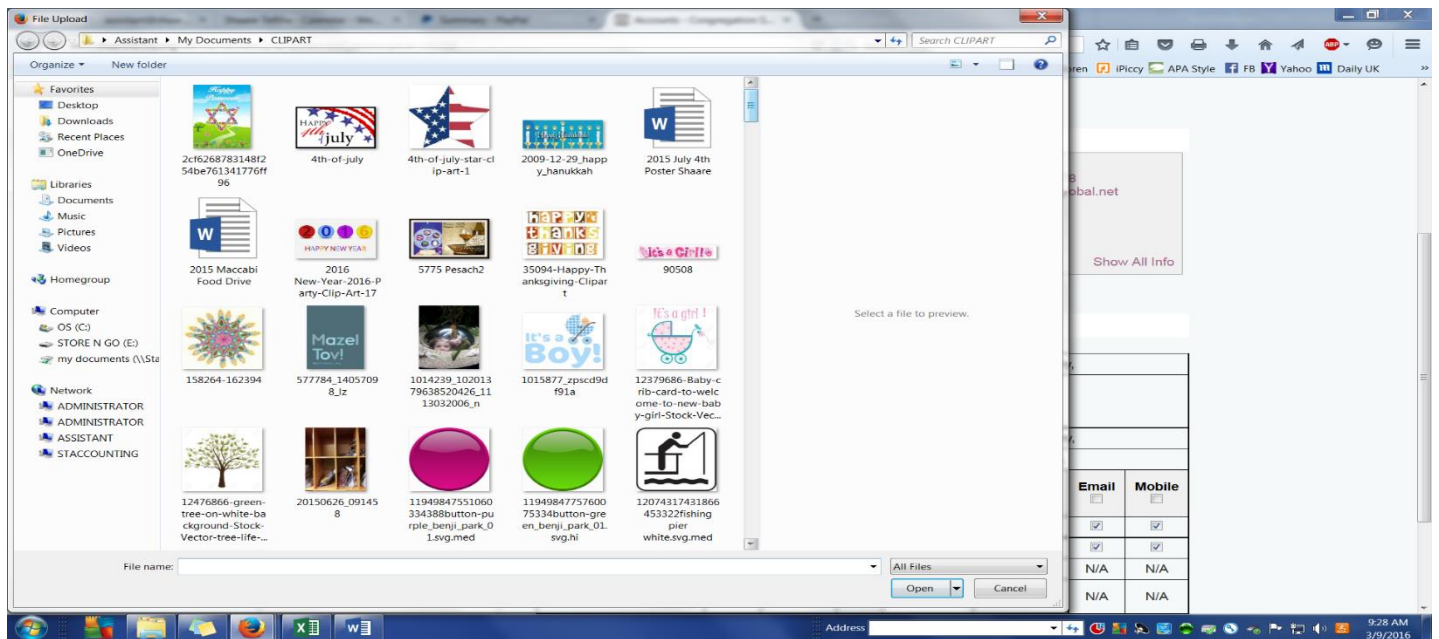 File Upload
Assistant ▸ My Documents ▸ CLIPART
Search CLIPART
Organize
New folder
Favorites
Desktop
Downloads
Recent Places
OneDrive
Libraries
Documents
Music
Pictures
Videos
Homegroup
Computer
OS (C:)
STORE N GO (E:)
my documents (\\Sta
Network
ADMINISTRATOR
ADMINISTRATOR
ASSISTANT
STACCOUNTING
Happy
2cf6268783148f2
54be761341776ff
96
HAPPY
4th
july
4th-of-july
4th-of-july-star-cl
ip-art-1
2009-12-29_happ
y_hanukkah
W
2015 July 4th
Poster Shaare
W
2015 Maccabi
Food Drive
2016
HAPPY NEW YEAR
2016
New-Year-2016-P
arty-Clip-Art-17
5775 Pesach2
happy
thanks
giving
35094-Happy-Th
anksgiving-Clipar
t
It's a Girl!
90508
158264-162394
Mazel
Tov!
577784_1405709
8_lz
1014239_102013
79638520426_11
13032006_n
It's a
Boy!
1015877_zpscd9d
f91a
It's a girl !
12379686-Baby-c
rib-card-to-welc
ome-to-new-bab
y-girl-Stock-Vec...
12476866-green-
tree-on-white-ba
ckground-Stock-
Vector-tree-life-...
20150626_09145
8
11949847551060
334388button-pu
rple_benji_park_0
1.svg.med
11949847757600
75334button-gre
en_benji_park_01.
svg.hi
12074317431866
453322fishing
pier
white.svg.med
Select a file to preview.
File name:
All Files
Open
Cancel
ABP
ren iPiccy APA Style FB Yahoo Daily UK
obal.net
Show All Info
Email Mobile
N/A N/A
N/A N/A
Address
9:28 AM
3/9/2016